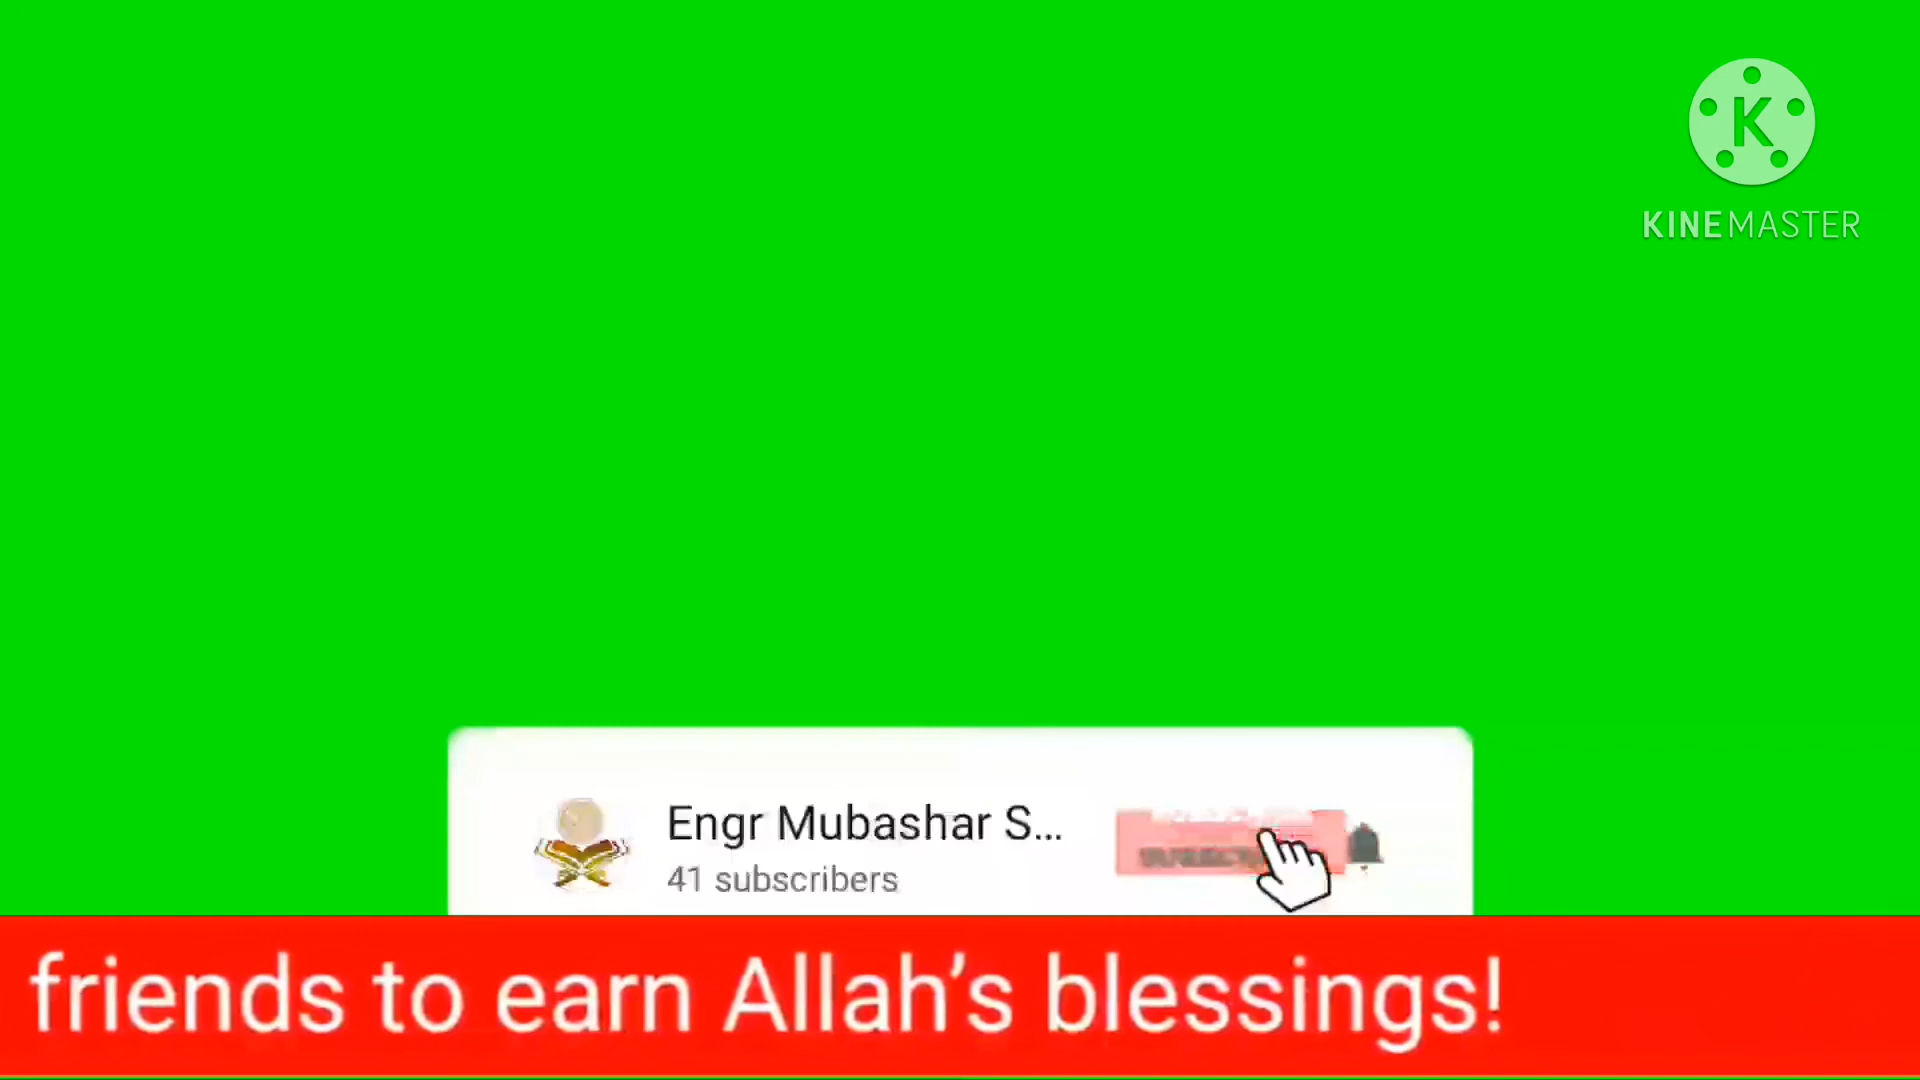 K
KINEMASTER
Engr Mubashar S...
41 subscribers
friends to earn Allah’s blessings!